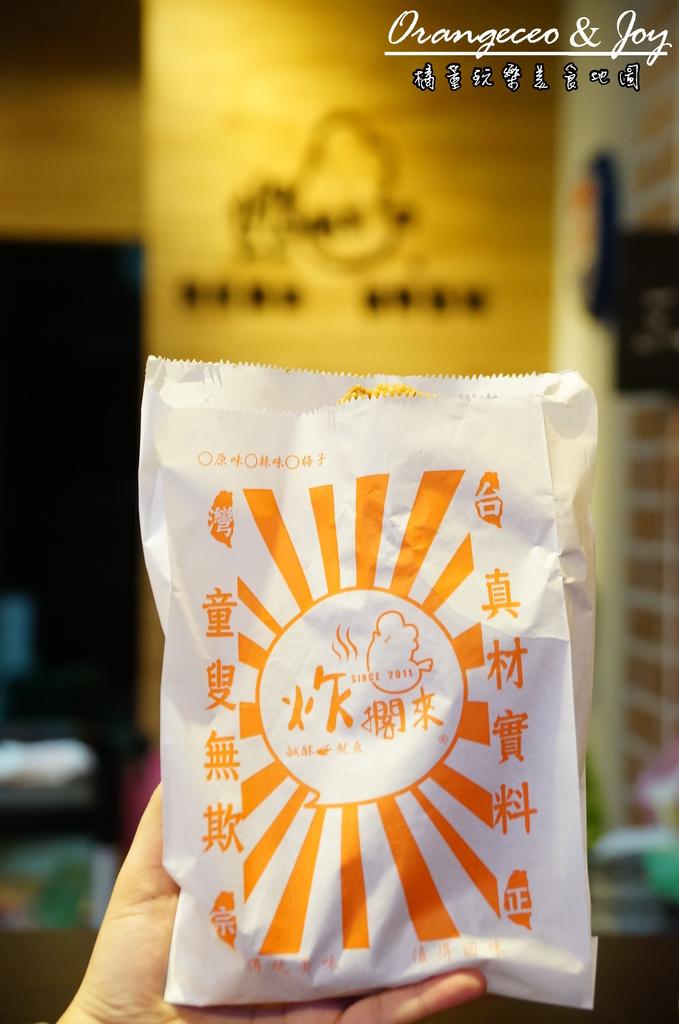 Orangeceo & Joy
橘董玩樂美食地圖
○原味○辣味○梅子
台
灣
真材實料
童叟無欺
正
宗
SINCE 2011
炸擱來®
鹹酥 魷魚
傳統美味 值得回味